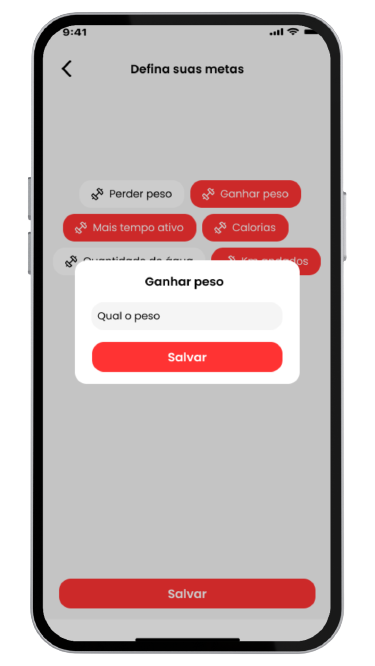 9:41
Defina suas metas
Perder peso
Ganhar peso
Mais tempo ativo
Calorias
Quantidade de água
Km andados
Ganhar peso
Qual o peso
Salvar
Salvar